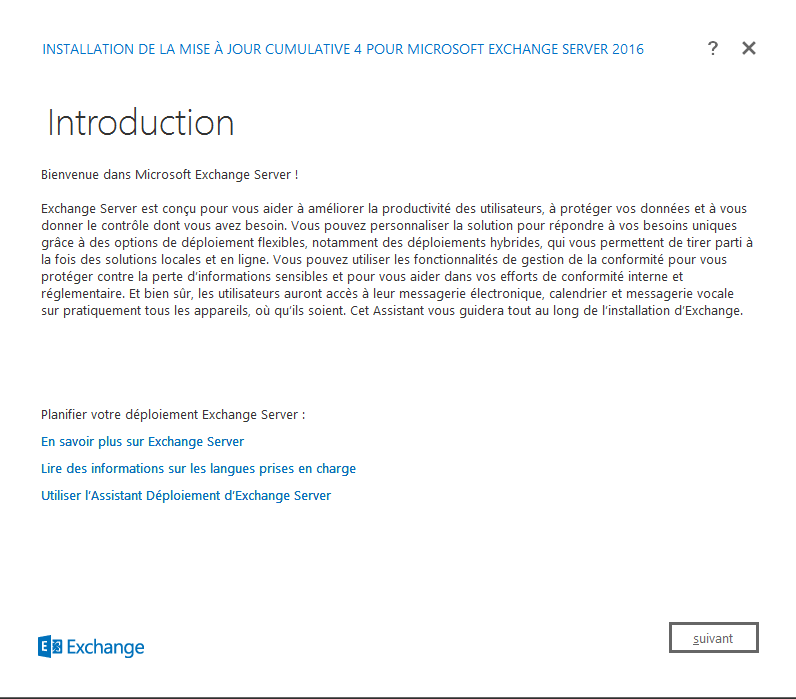 INSTALLATION DE LA MISE À JOUR CUMULATIVE 4 POUR MICROSOFT EXCHANGE SERVER 2016
?
Introduction
Bienvenue dans Microsoft Exchange Server !
Exchange Server est conçu pour vous aider à améliorer la productivité des utilisateurs, à protéger vos données et à vous
donner le contrôle dont vous avez besoin. Vous pouvez personnaliser la solution pour répondre à vos besoins uniques
grâce à des options de déploiement flexibles, notamment des déploiements hybrides, qui vous permettent de tirer parti à
la fois des solutions locales et en ligne. Vous pouvez utiliser les fonctionnalités de gestion de la conformité pour vous
protéger contre la perte d'informations sensibles et pour vous aider dans vos efforts de conformité interne et
réglementaire. Et bien sûr, les utilisateurs auront accès à leur messagerie électronique, calendrier et messagerie vocale
sur pratiquement tous les appareils, où qu'ils soient. Cet Assistant vous guidera tout au long de l'installation d'Exchange.
Planifier votre déploiement Exchange Server :
En savoir plus sur Exchange Server
Lire des informations sur les langues prises en charge
Utiliser l'Assistant Déploiement d'Exchange Server
E Exchange
suivant